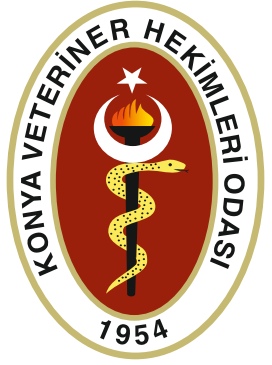 KONYA VETERİNER HEKİMLERİ ODASI
1954